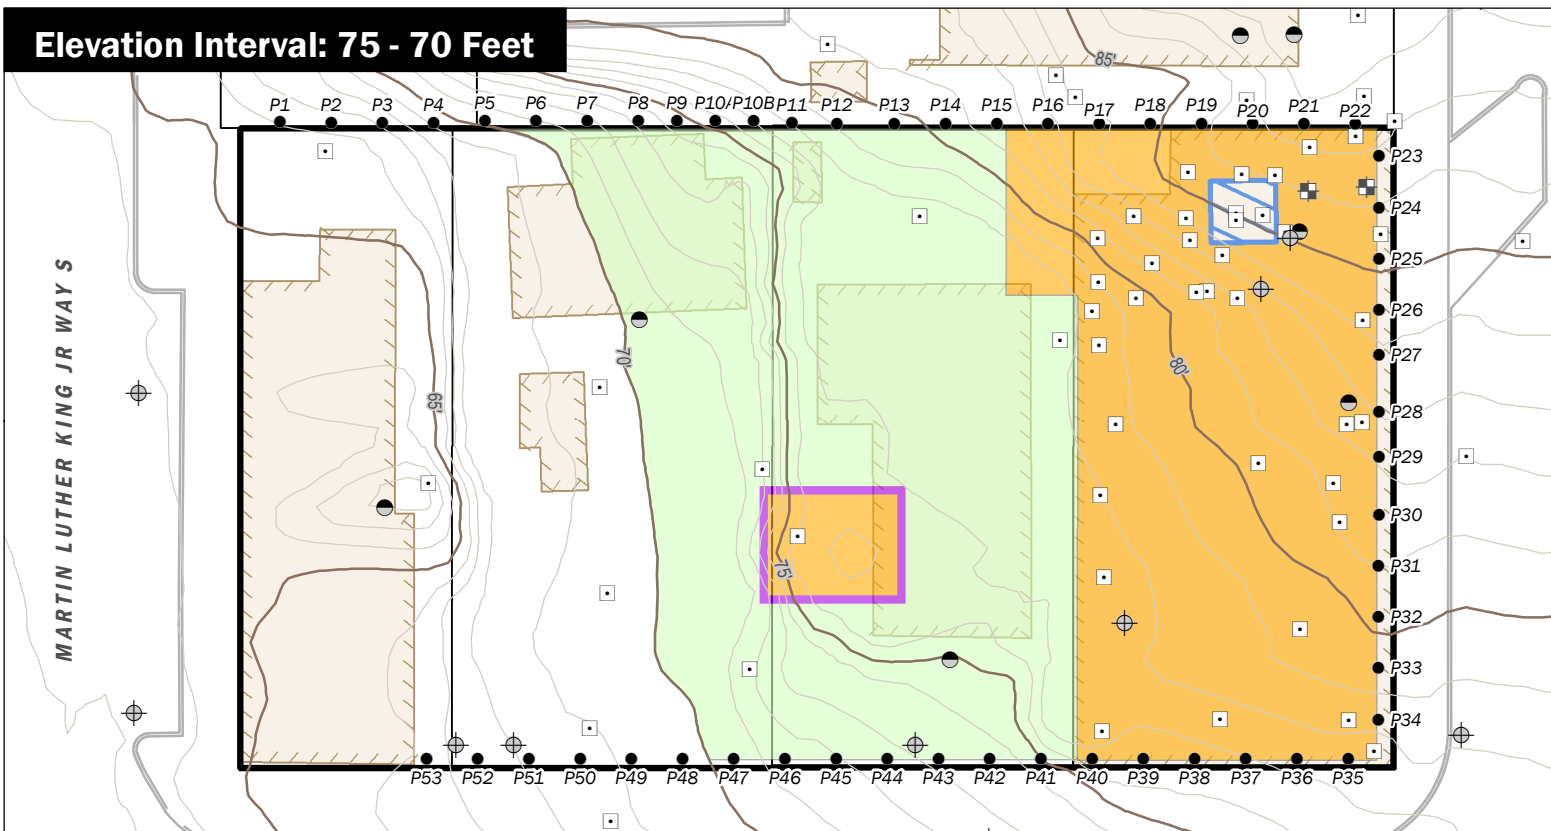 Elevation Interval: 75 - 70 Feet
85'
P1 P2 P3 P4 P5 P6 P7 P8 P9 P10A P10B P11 P12 P13 P14 P15 P16 P17 P18 P19 P20 P21 P22
P23
P24
P25
P26
P27
70'
80'
65'
P28
P29
P30
MARTIN LUTHER KING JR WAY S
75'
P31
P32
P33
P34
P53 P52 P51 P50 P49 P48 P47 P46 P45 P44 P43 P42 P41 P40 P39 P38 P37 P36 P35